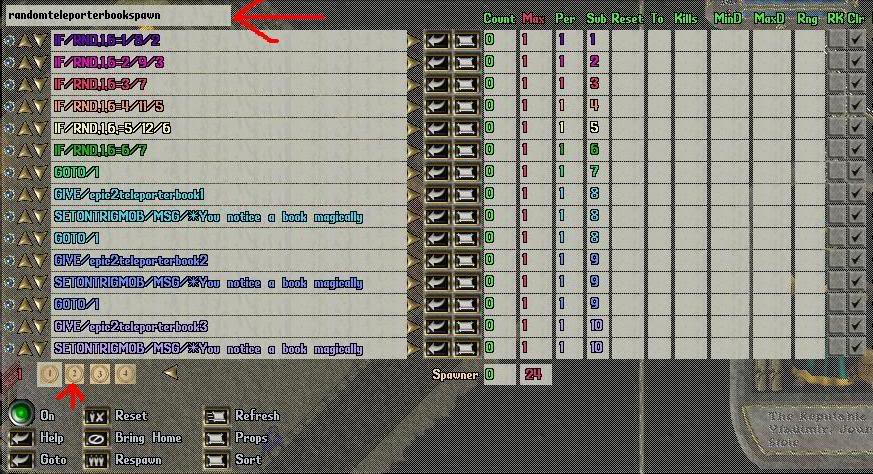 randomteleporterbookspawn Count Max Per Sub Reset To Kills MinD MaxD Rng RK Clr
IF/RND,1,6=1/8/2 0 1 1 1
IF/RND,1,6=2/9/3 0 1 1 2
IF/RND,1,6=3/7 0 1 1 3
IF/RND,1,6=4/11/5 0 1 1 4
IF/RND,1,6,=5/12/6 0 1 1 5
IF/RND,1,6=6/7 0 1 1 6
GOTO/1 0 1 1 7
GIVE/epic2teleporterbook1 0 1 1 8
SETONTRIGMOB/MSG/*You notice a book magically 0 1 1 8
GOTO/1 0 1 1 8
GIVE/epic2teleporterbook2 0 1 1 9
SETONTRIGMOB/MSG/*You notice a book magically 0 1 1 9
GOTO/1 0 1 1 9
GIVE/epic2teleporterbook3 0 1 1 10
SETONTRIGMOB/MSG/*You notice a book magically 0 1 1 10
1 1 2 3 4 Spawner 0 24
On Reset Refresh
Help Bring Home Props
Goto Respawn Sort
The Reputable
Vladimir,